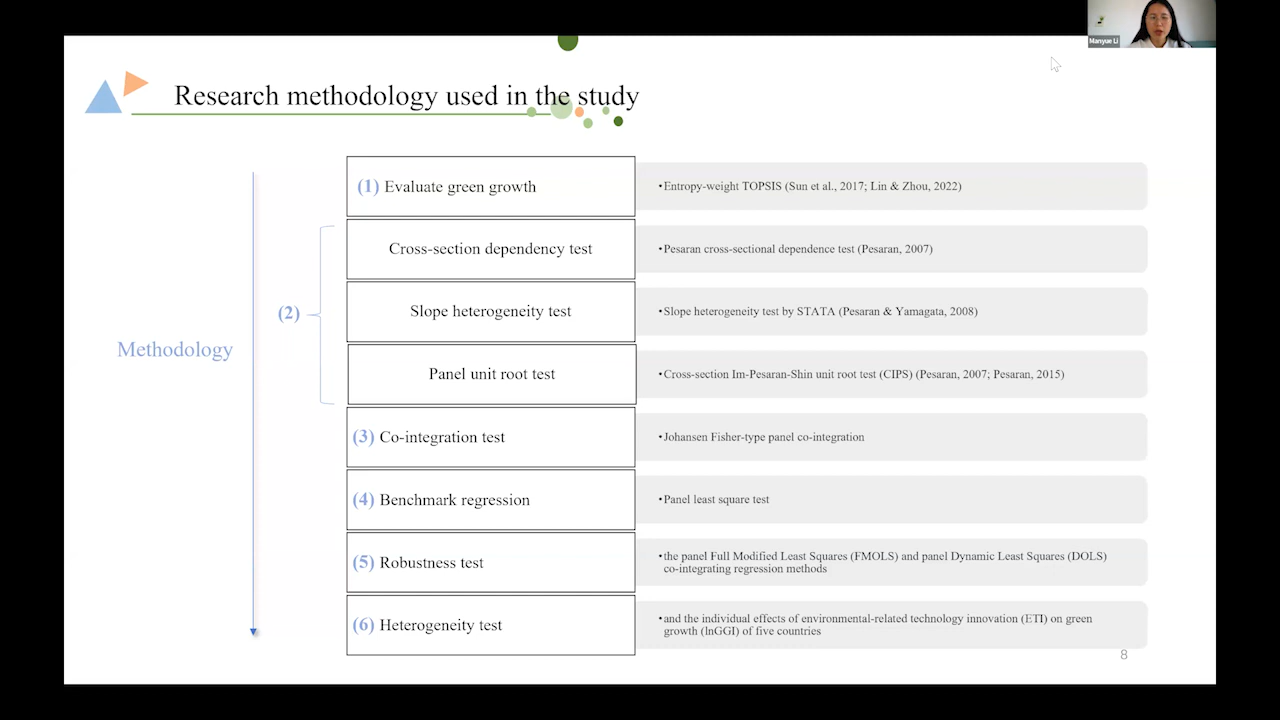 Manyue Li
Research methodology used in the study
Methodology
(1) Evaluate green growth
•Entropy-weight TOPSIS (Sun et al., 2017; Lin & Zhou, 2022)
(2)
Cross-section dependency test
•Pesaran cross-sectional dependence test (Pesaran, 2007)
Slope heterogeneity test
•Slope heterogeneity test by STATA (Pesaran & Yamagata, 2008)
Panel unit root test
•Cross-section Im-Pesaran-Shin unit root test (CIPS) (Pesaran, 2007; Pesaran, 2015)
(3) Co-integration test
•Johansen Fisher-type panel co-integration
(4) Benchmark regression
•Panel least square test
(5) Robustness test
•the panel Full Modified Least Squares (FMOLS) and panel Dynamic Least Squares (DOLS)
co-integrating regression methods
(6) Heterogeneity test
•and the individual effects of environmental-related technology innovation (ETI) on green
growth (lnGGI) of five countries
8